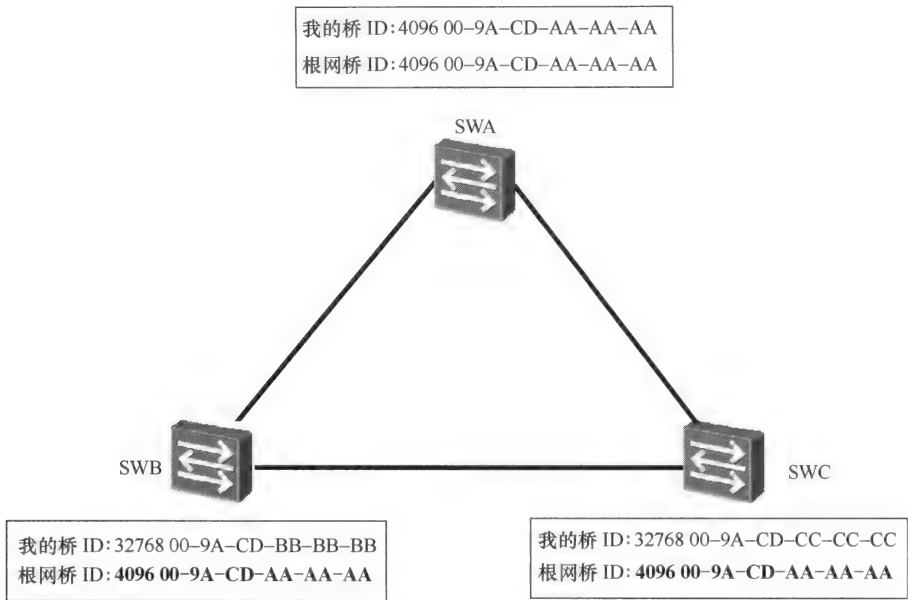 我的桥 ID:4096 00-9A-CD-AA-AA-AA
根网桥 ID:4096 00-9A-CD-AA-AA-AA
SWA
SWB
SWC
我的桥 ID:32768 00-9A-CD-BB-BB-BB
根网桥 ID:4096 00-9A-CD-AA-AA-AA
我的桥 ID:32768 00-9A-CD-CC-CC-CC
根网桥 ID:4096 00-9A-CD-AA-AA-AA